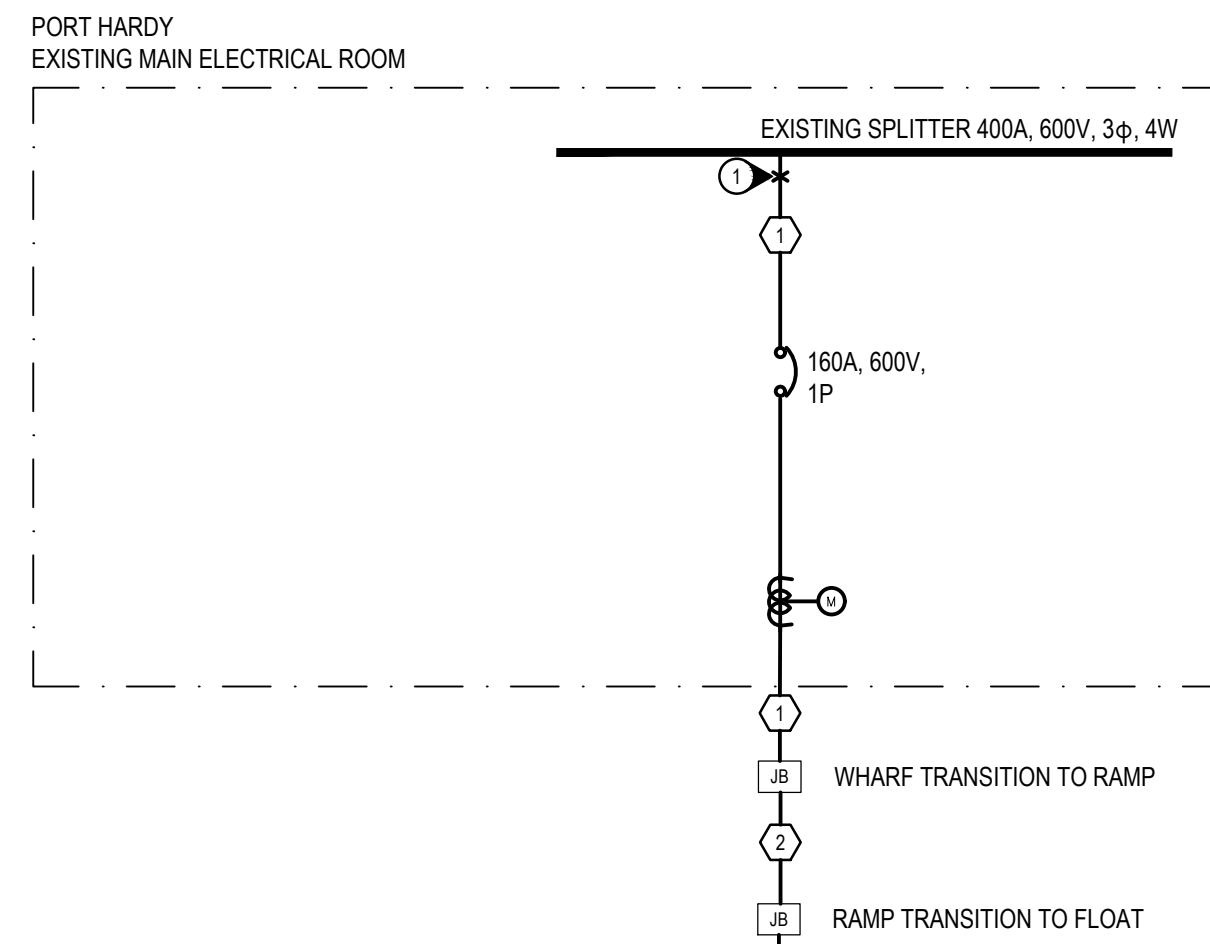 PORT HARDY
EXISTING MAIN ELECTRICAL ROOM
EXISTING SPLITTER 400A, 600V, 3ϕ, 4W
1
1
160A, 600V,
1P
M
1
JB WHARF TRANSITION TO RAMP
2
JB RAMP TRANSITION TO FLOAT